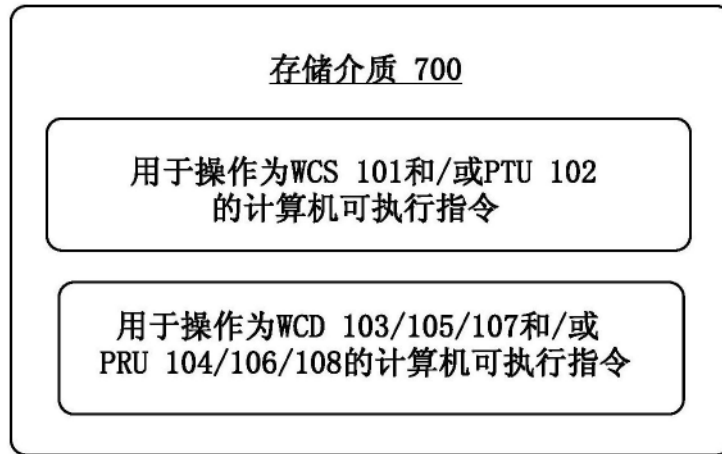 存储介质 700
用于操作为WCS 101和/或PTU 102
的计算机可执行指令
用于操作为WCD 103/105/107和/或
PRU 104/106/108的计算机可执行指令